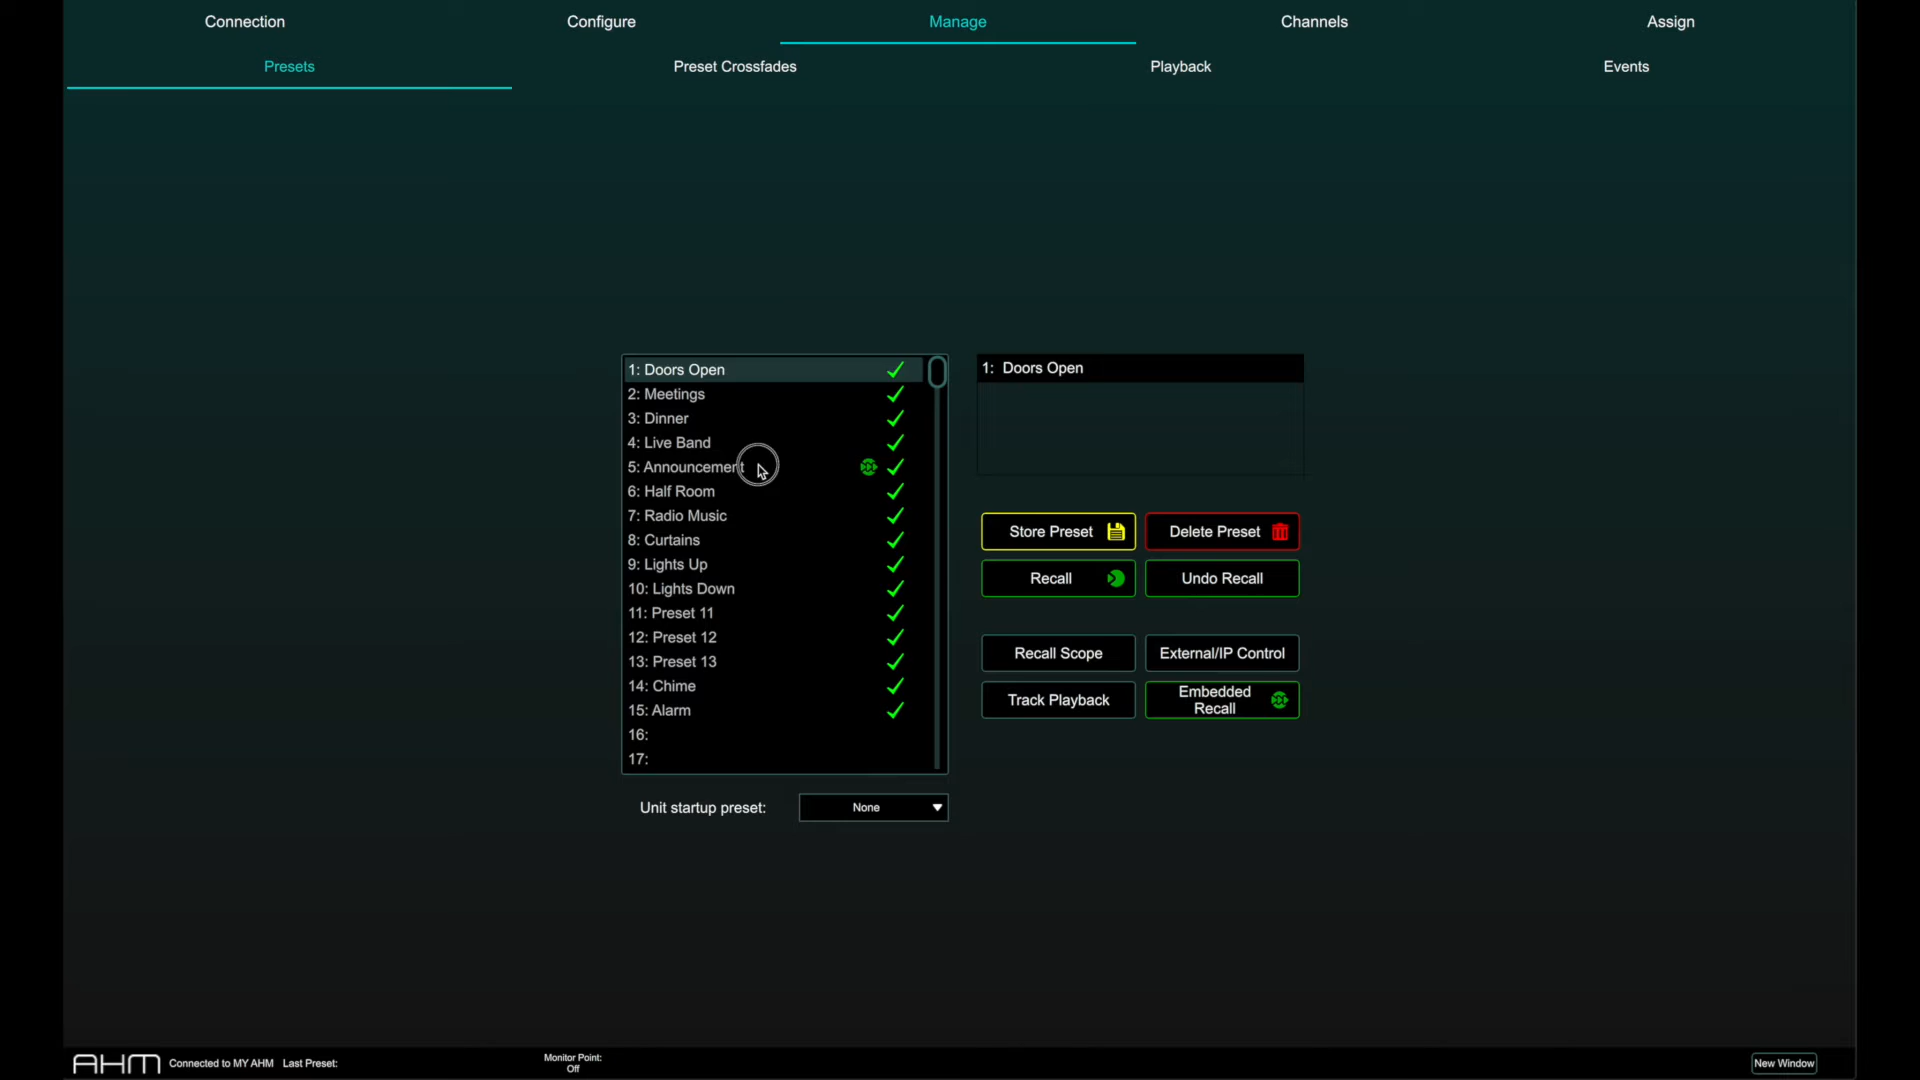 Connection
Configure
Manage
Channels
Assign
Presets
Preset Crossfades
Playback
Events
1: Doors Open
2: Meetings
3: Dinner
4: Live Band
5: Announcement
6: Half Room
7: Radio Music
8: Curtains
9: Lights Up
10: Lights Down
11: Preset 11
12: Preset 12
13: Preset 13
14: Chime
15: Alarm
16:
17:
Unit startup preset:
None
1: Doors Open
Store Preset
Delete Preset
Recall
Undo Recall
Recall Scope
External/IP Control
Track Playback
Embedded
Recall
AHM
Connected to MY AHM
Last Preset:
Monitor Point:
Off
New Window